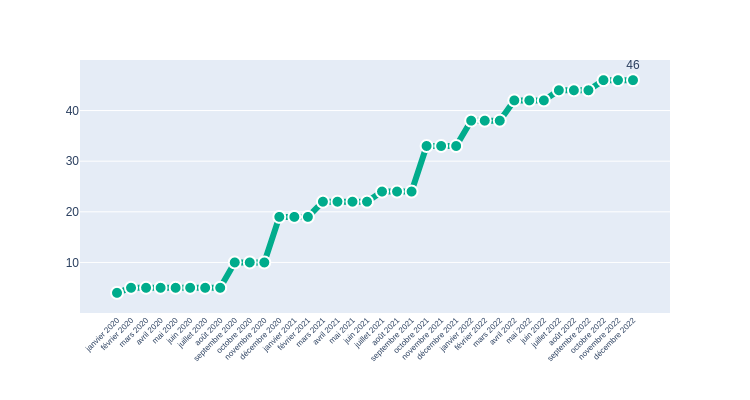 46
40
30
20
10
janvier 2020
février 2020
mars 2020
avril 2020
mai 2020
juin 2020
juillet 2020
août 2020
septembre 2020
octobre 2020
novembre 2020
décembre 2020
janvier 2021
février 2021
mars 2021
avril 2021
mai 2021
juin 2021
juillet 2021
août 2021
septembre 2021
octobre 2021
novembre 2021
décembre 2021
janvier 2022
février 2022
mars 2022
avril 2022
mai 2022
juin 2022
juillet 2022
août 2022
septembre 2022
octobre 2022
novembre 2022
décembre 2022